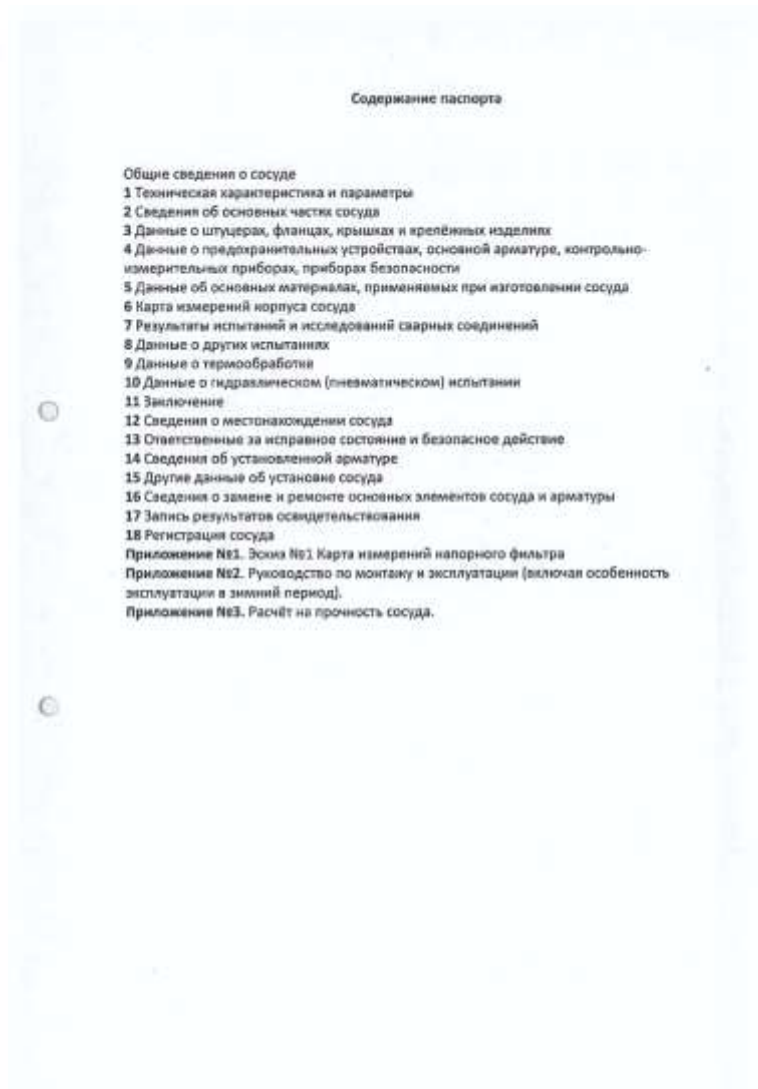 Содержание паспорта
Общие сведения о сосуде
1 Техническая характеристика и параметры
2 Сведения об основных частях сосуда
3 Данные о штуцерах, фланцах, крышках и крепёжных изделиях
4 Данные о предохранительных устройствах, основной арматуре, контрольно-
измерительных приборах, приборах безопасности
5 Данные об основных материалах, применяемых при изготовлении сосуда
6 Карта измерений корпуса сосуда
7 Результаты испытаний и исследований сварных соединений
8 Данные о других испытаниях
9 Данные о термообработке
10 Данные о гидравлическом (пневматическом) испытании
11 Заключение
12 Сведения о местонахождении сосуда
13 Ответственные за исправное состояние и безопасное действие
14 Сведения об установленной арматуре
15 Другие данные об установке сосуда
16 Сведения о замене и ремонте основных элементов сосуда и арматуры
17 Запись результатов освидетельствования
18 Регистрация сосуда
Приложение №1. Эскиз №1 Карта измерений напорного фильтра
Приложение №2. Руководство по монтажу и эксплуатации (включая особенность
эксплуатации в зимний период).
Приложение №3. Расчёт на прочность сосуда.